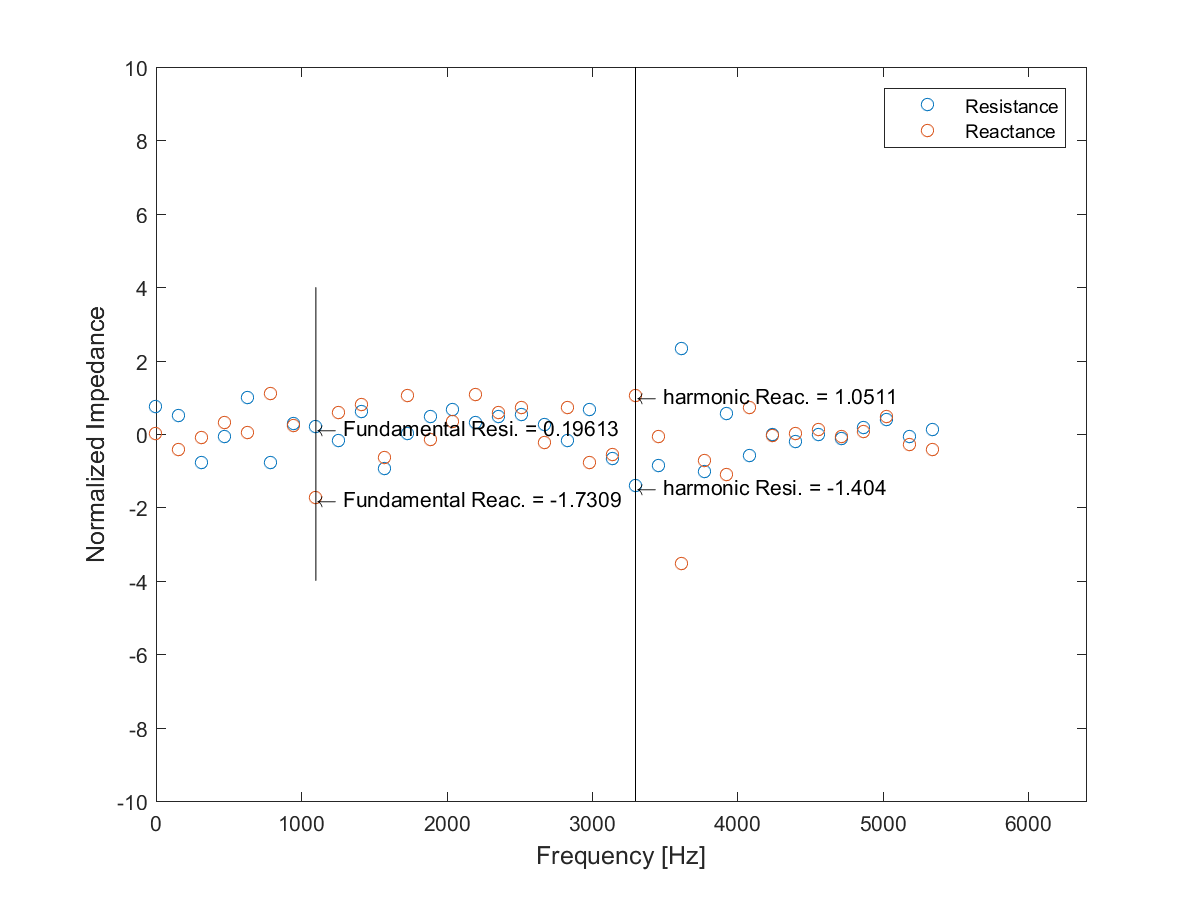 10
8
6
4
2
0
-2
-4
-6
-8
-10
Normalized Impedance
Resistance
Reactance
harmonic Reac. = 1.0511
Fundamental Resi. = 0.19613
harmonic Resi. = -1.404
Fundamental Reac. = -1.7309
0 1000 2000 3000 4000 5000 6000
Frequency [Hz]